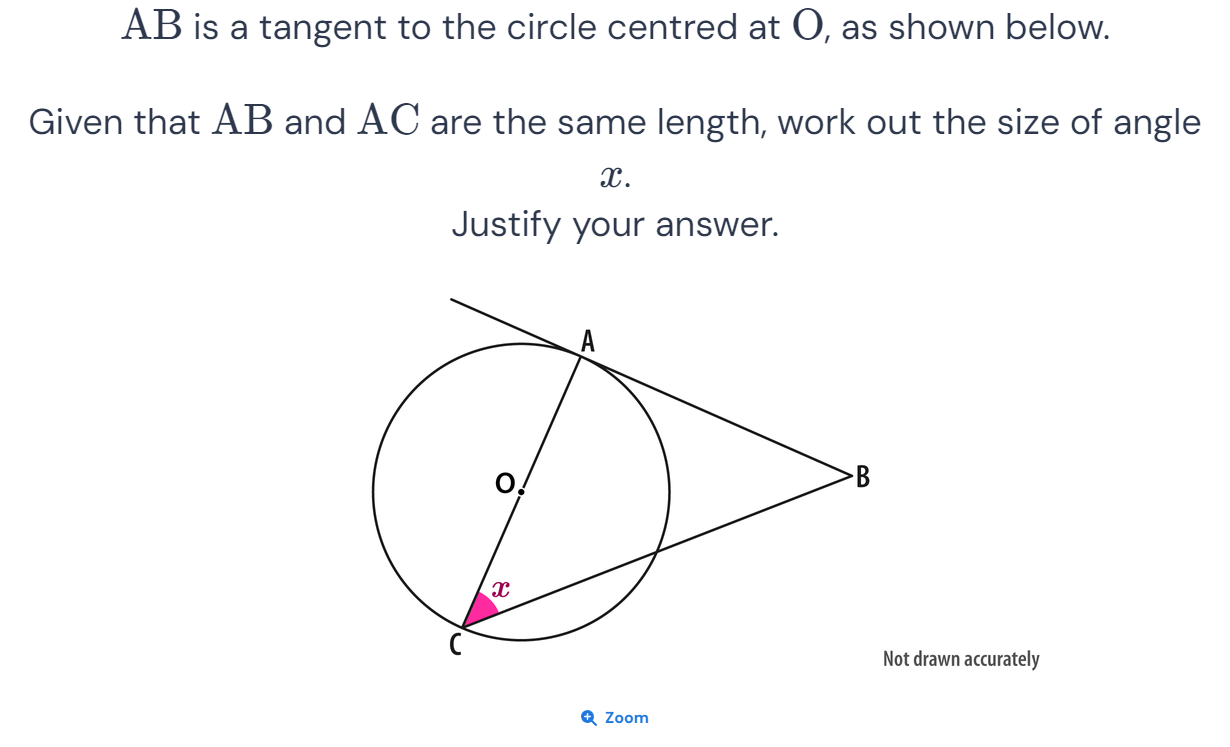 AB is a tangent to the circle centred at O, as shown below.
Given that AB and AC are the same length, work out the size of angle
x.
Justify your answer.
A
O
B
x
C
Not drawn accurately
Zoom